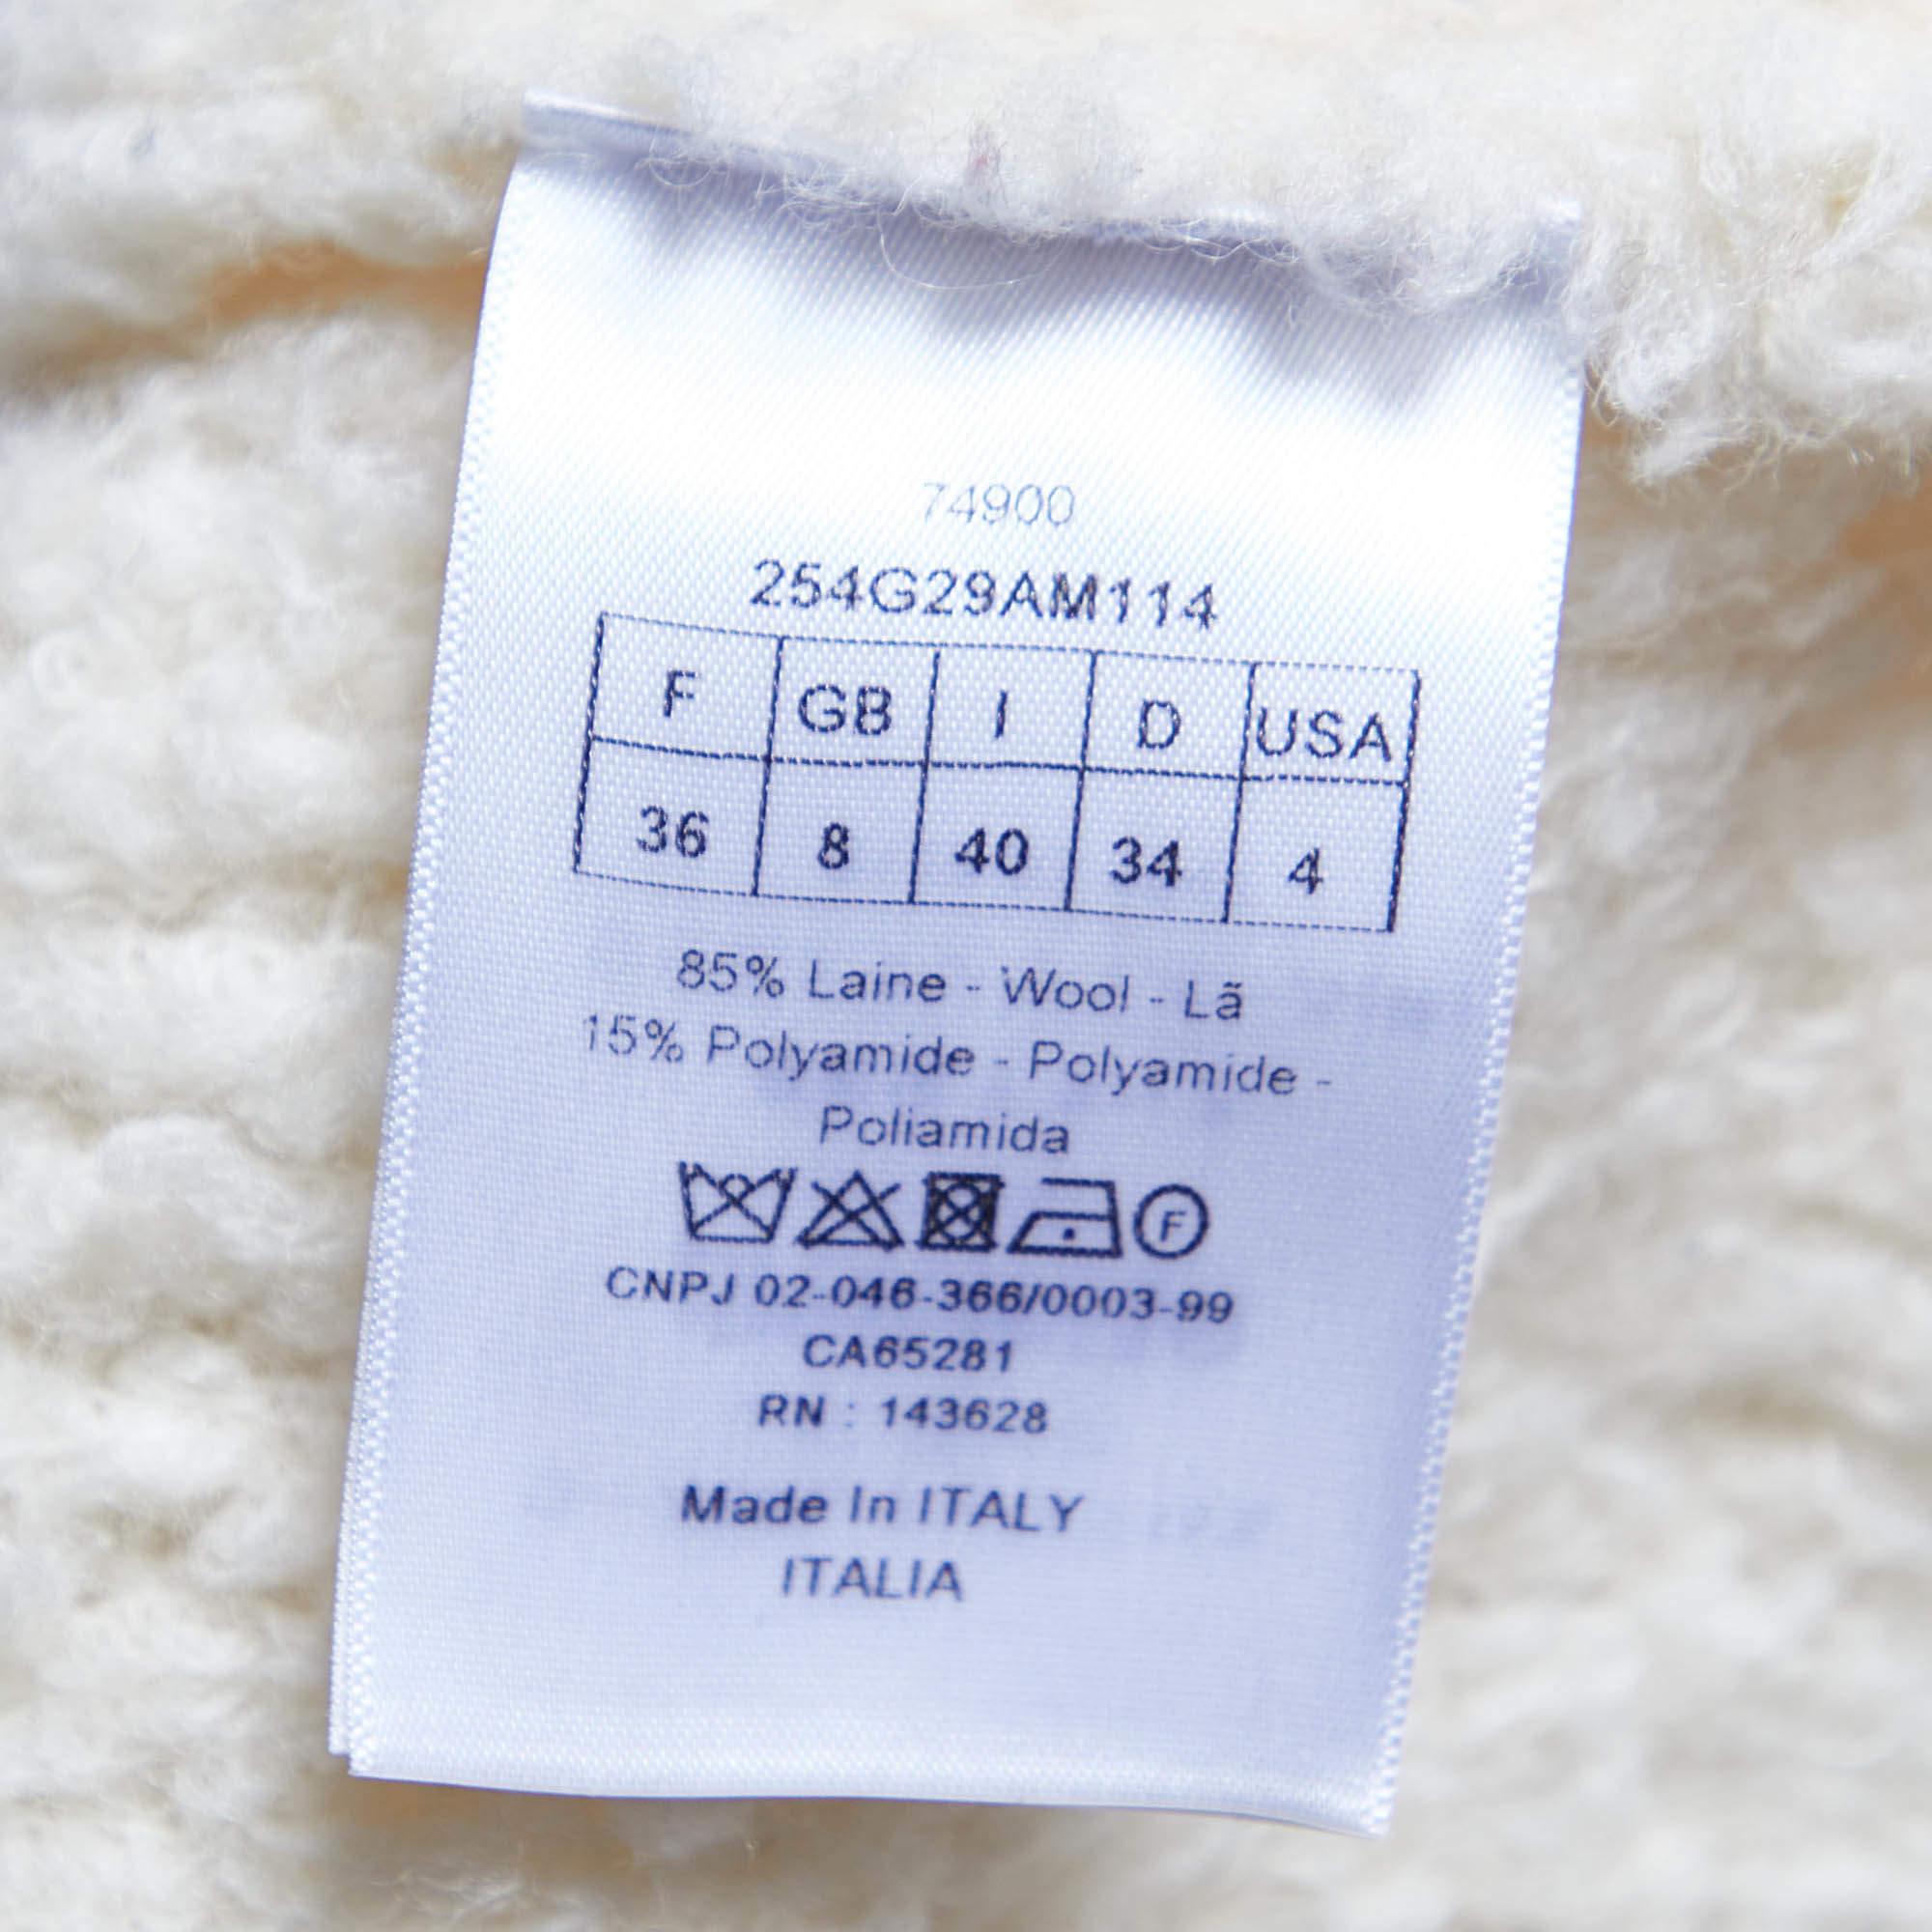 74900
254G29AM114
F GB I D USA
36 8 40 34 4
85% Laine - Wool - Lã
15% Polyamide - Polyamide -
Poliamida
F
CNPJ 02-046-366/0003-99
CA65281
RN : 143628
Made In ITALY
ITALIA